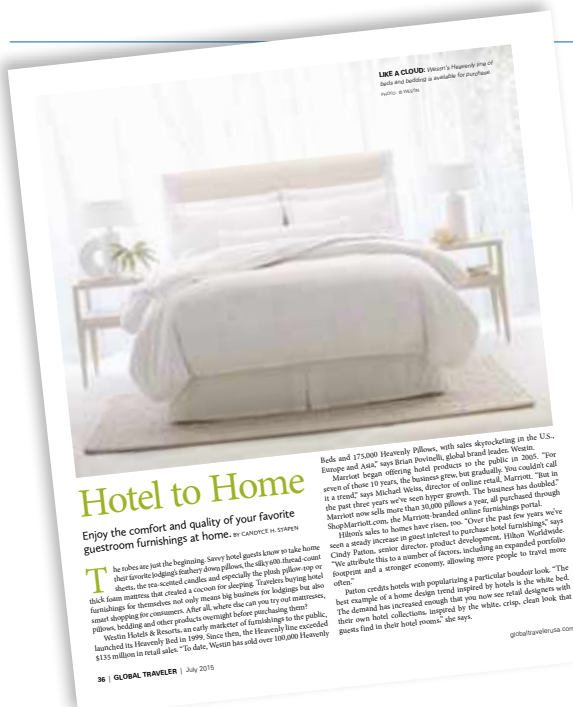 LIKE A CLOUD: Westin's Heavenly line of
beds and bedding is available for purchase.
PHOTO: © WESTIN
Hotel to Home
Enjoy the comfort and quality of your favorite
guestroom furnishings at home. BY CANDYCE H. STAPEN
The robes are just the beginning. Savvy hotel guests know to take home
their favorite lodging's feathery down pillows, the silky 600-thread-count
sheets, the tea-scented candles and especially the plush pillow-top or
thick foam mattress that created a cocoon for sleeping. Travelers buying hotel
furnishings for themselves not only means big business for lodgings but also
smart shopping for consumers. After all, where else can you try out mattresses,
pillows, bedding and other products overnight before purchasing them?
Westin Hotels & Resorts, an early marketer of furnishings to the public,
launched its Heavenly Bed in 1999. Since then, the Heavenly line exceeded
$135 million in retail sales. "To date, Westin has sold over 100,000 Heavenly
Beds and 175,000 Heavenly Pillows, with sales skyrocketing in the U.S.,
Europe and Asia," says Brian Povinelli, global brand leader, Westin.
Marriott began offering hotel products to the public in 2005. "For
seven of those 10 years, the business grew, but gradually. You couldn't call
it a trend," says Michael Weiss, director of online retail, Marriott. "But in
the past three years we've seen hyper growth. The business has doubled."
Marriott now sells more than 30,000 pillows a year, all purchased through
ShopMarriott.com, the Marriott-branded online furnishings portal.
Hilton's sales to homes have risen, too. "Over the past few years we've
seen a steady increase in guest interest to purchase hotel furnishings," says
Cindy Patton, senior director, product development, Hilton Worldwide.
"We attribute this to a number of factors, including an expanded portfolio
footprint and a stronger economy, allowing more people to travel more
often."
Patton credits hotels with popularizing a particular boudoir look. "The
best example of a home design trend inspired by hotels is the white bed.
The demand has increased enough that you now see retail designers with
their own hotel collections, inspired by the white, crisp, clean look that
guests find in their hotel rooms," she says.
36 | GLOBAL TRAVELER | July 2015
globaltravelerusa.com